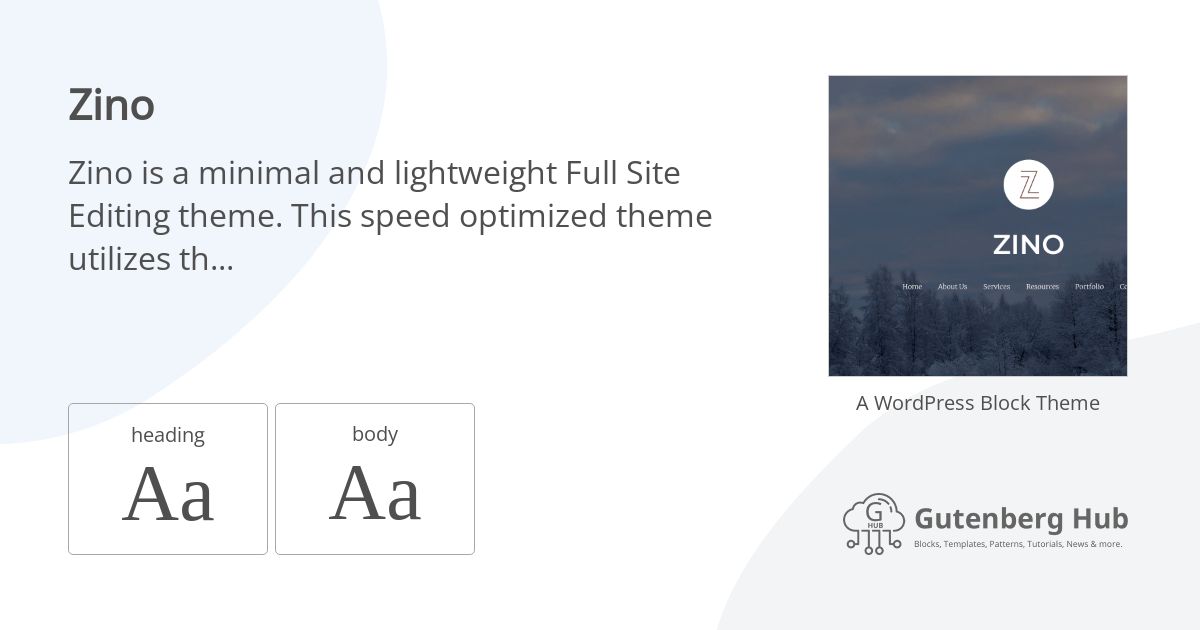 Zino
Zino is a minimal and lightweight Full Site
Editing theme. This speed optimized theme
utilizes th...
heading
Aa
body
Aa
Z
ZINO
Home About Us Services Resources Portfolio Co
A WordPress Block Theme
G
HUB
Gutenberg Hub
Blocks, Templates, Patterns, Tutorials, News & more.